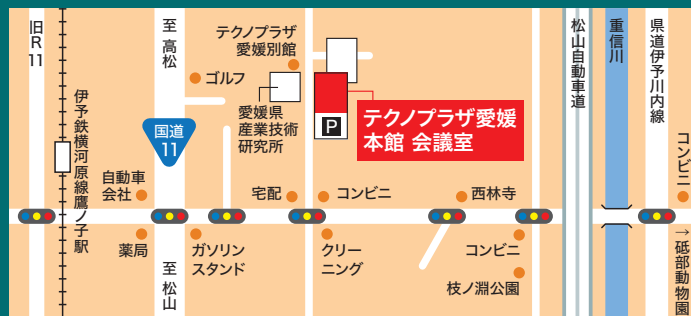 旧R11
伊予鉄横河原線鷹ノ子駅
至 高松
ゴルフ
国道
11
自動車
会社
薬局
至 松山
ガソリン
スタンド
テクノプラザ
愛媛別館
愛媛県
産業技術
研究所
P
テクノプラザ愛媛
本館 会議室
宅配
コンビニ
クリー
ニング
西林寺
コンビニ
枝ノ淵公園
松山自動車道
重信川
県道伊予川内線
コンビニ
→砥部動物園